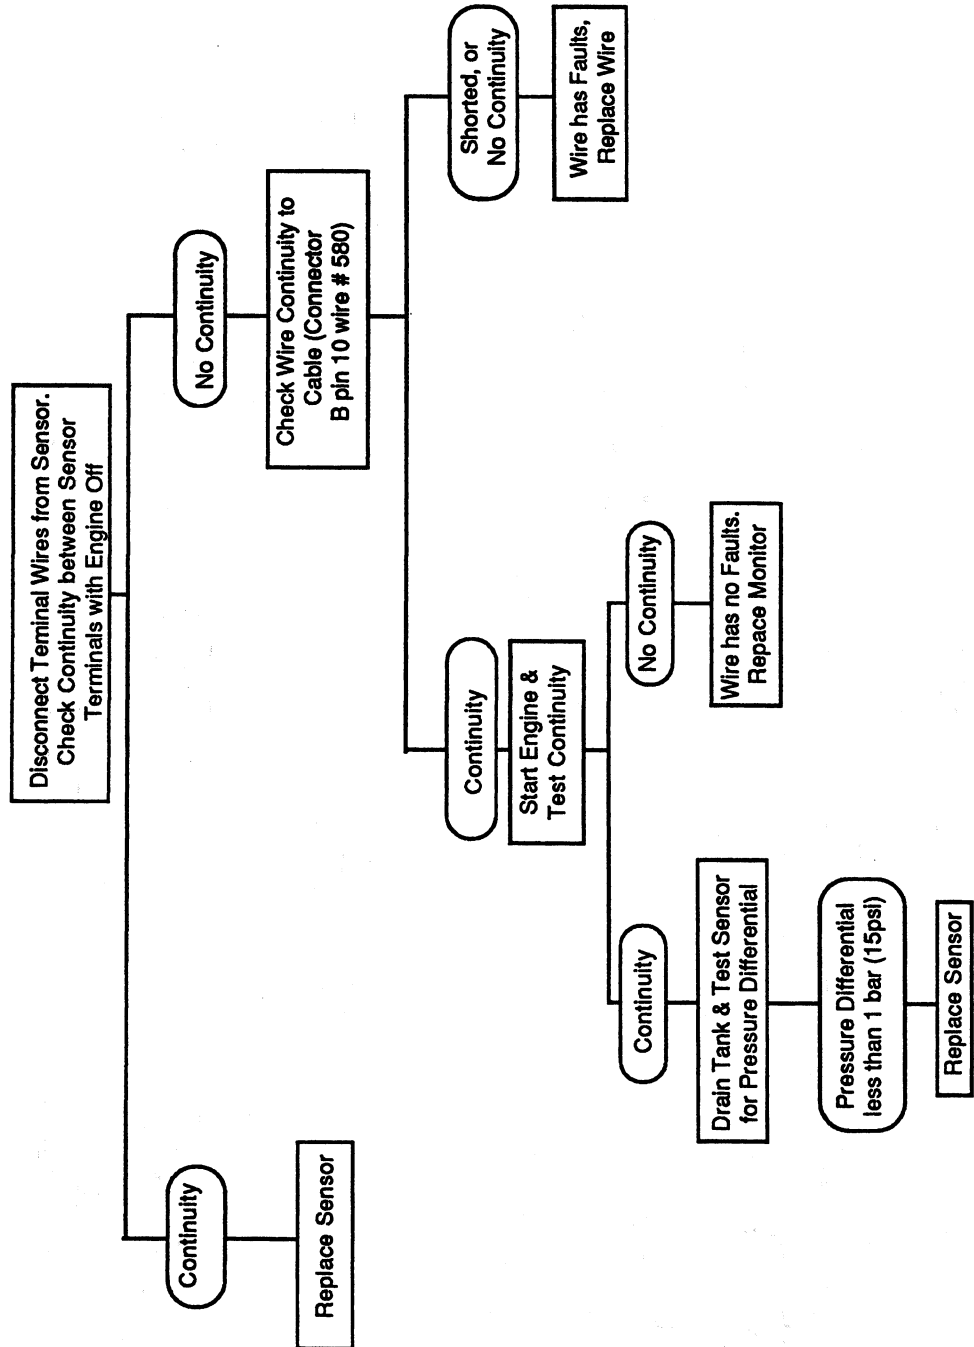 Disconnect Teminal Wires from Sensor.
Check Continuity between Sensor
Terminals with Engine Off
Continuity
Replace Sensor
No Continuity
Check Wire Continuity to
Cable (Connector
B pin 10 wire # 580)
Continuity
Start Engine &
Test Continuity
Continuity
Drain Tank & Test Sensor
for Pressure Differential
Pressure Differential
less than 1 bar (15psi)
Replace Sensor
No Continuity
Wire has no Faults.
Repace Monitor
Shorted, or
No Continuity
Wire has Faults,
Replace Wire